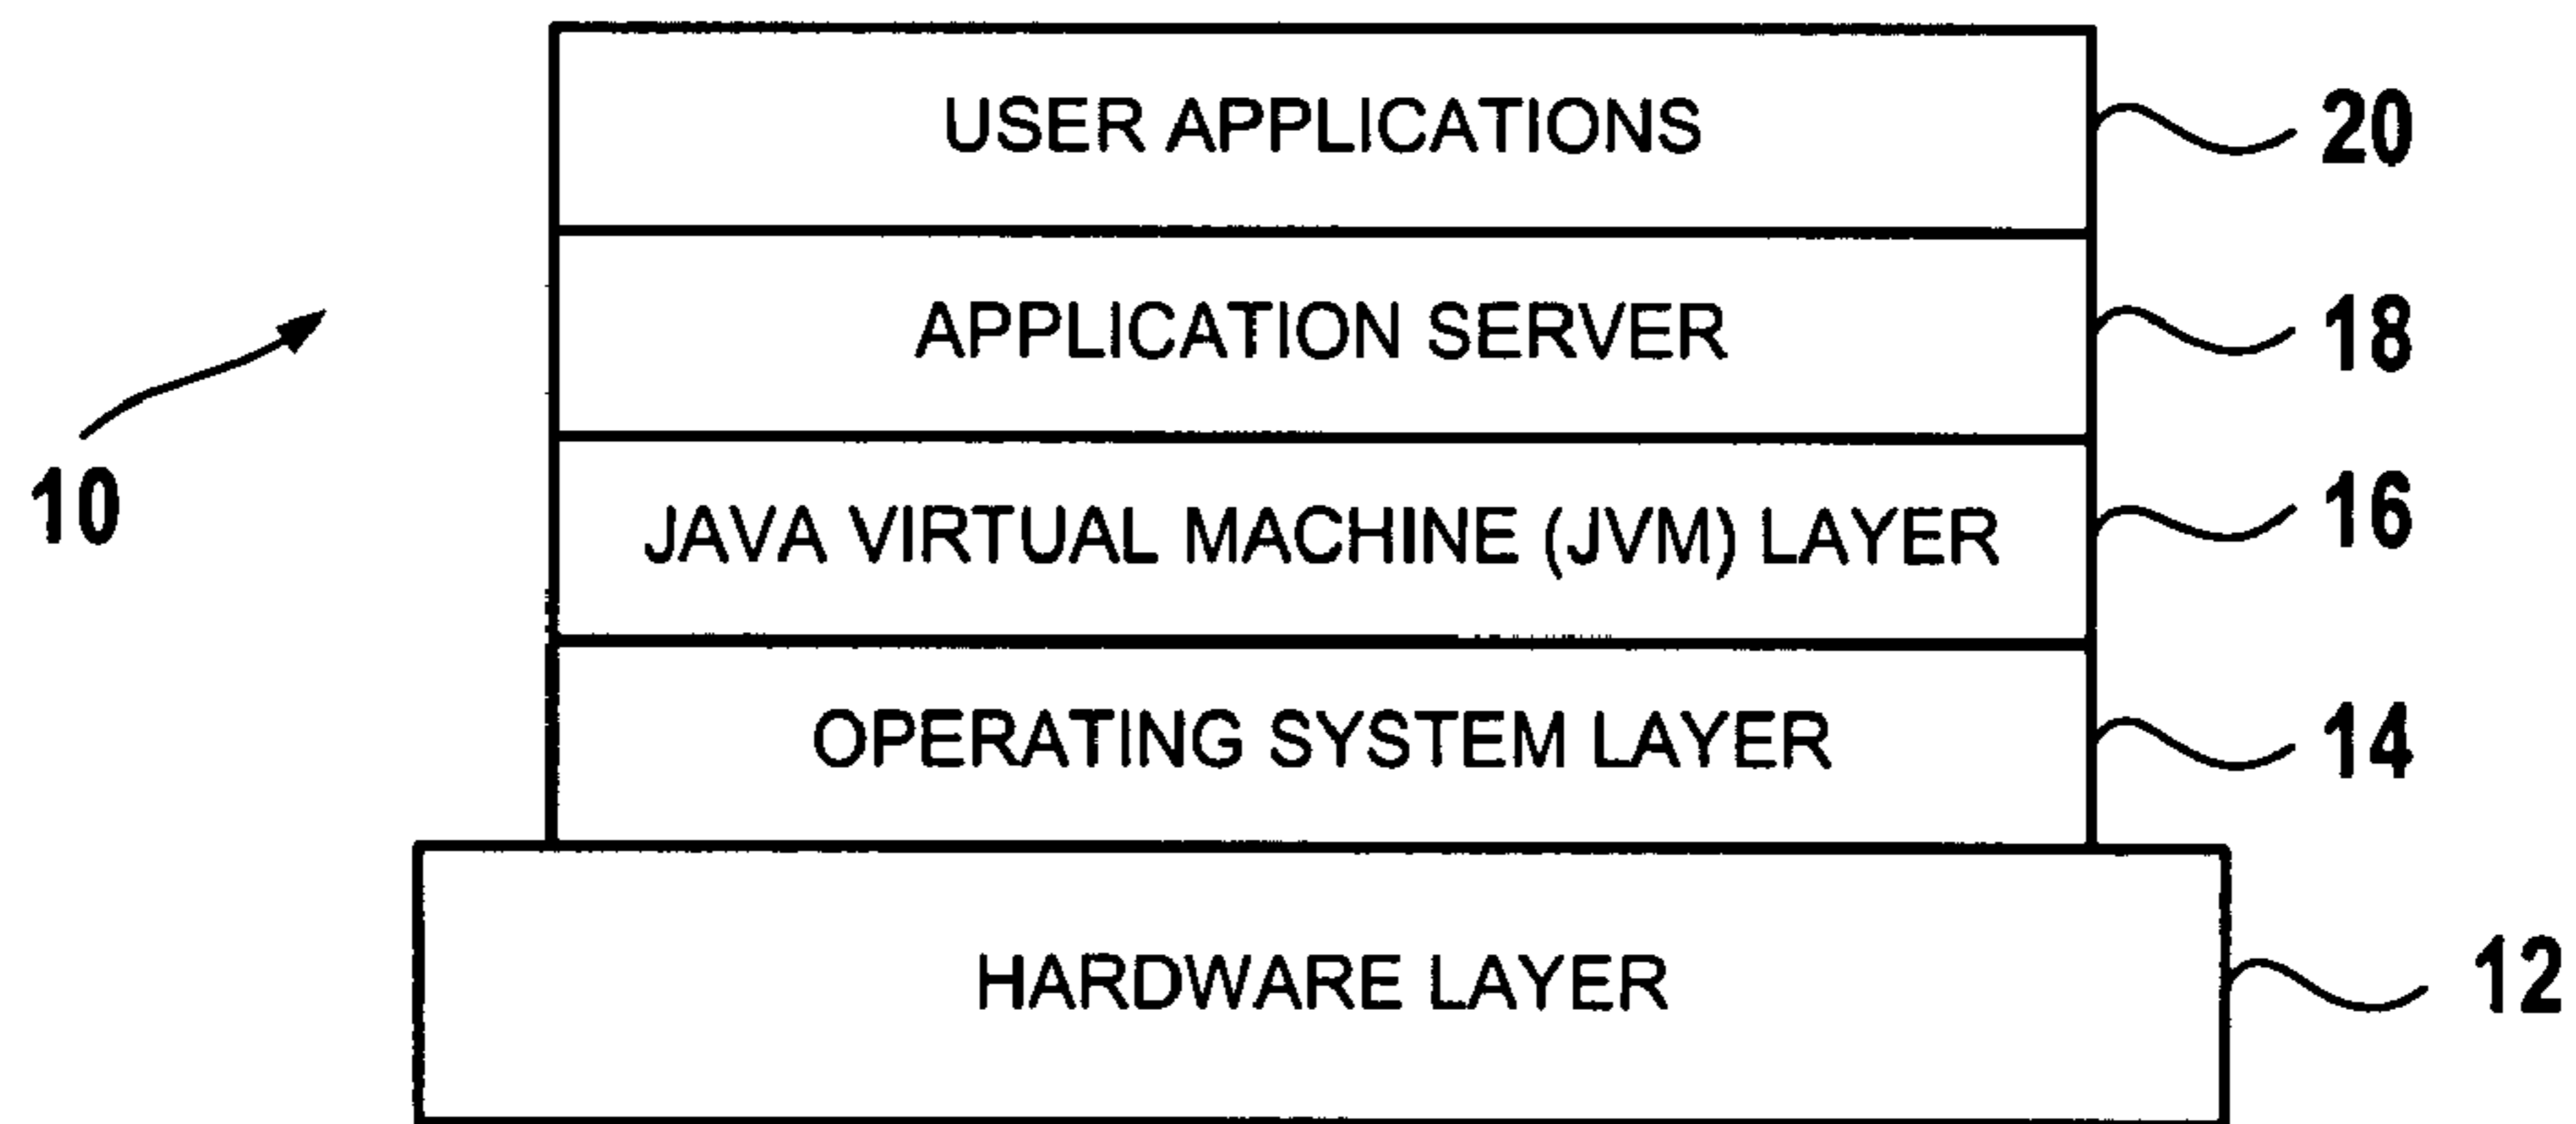 USER APPLICATIONS
20
APPLICATION SERVER
18
10
JAVA VIRTUAL MACHINE (JVM) LAYER
16
OPERATING SYSTEM LAYER
14
HARDWARE LAYER
12